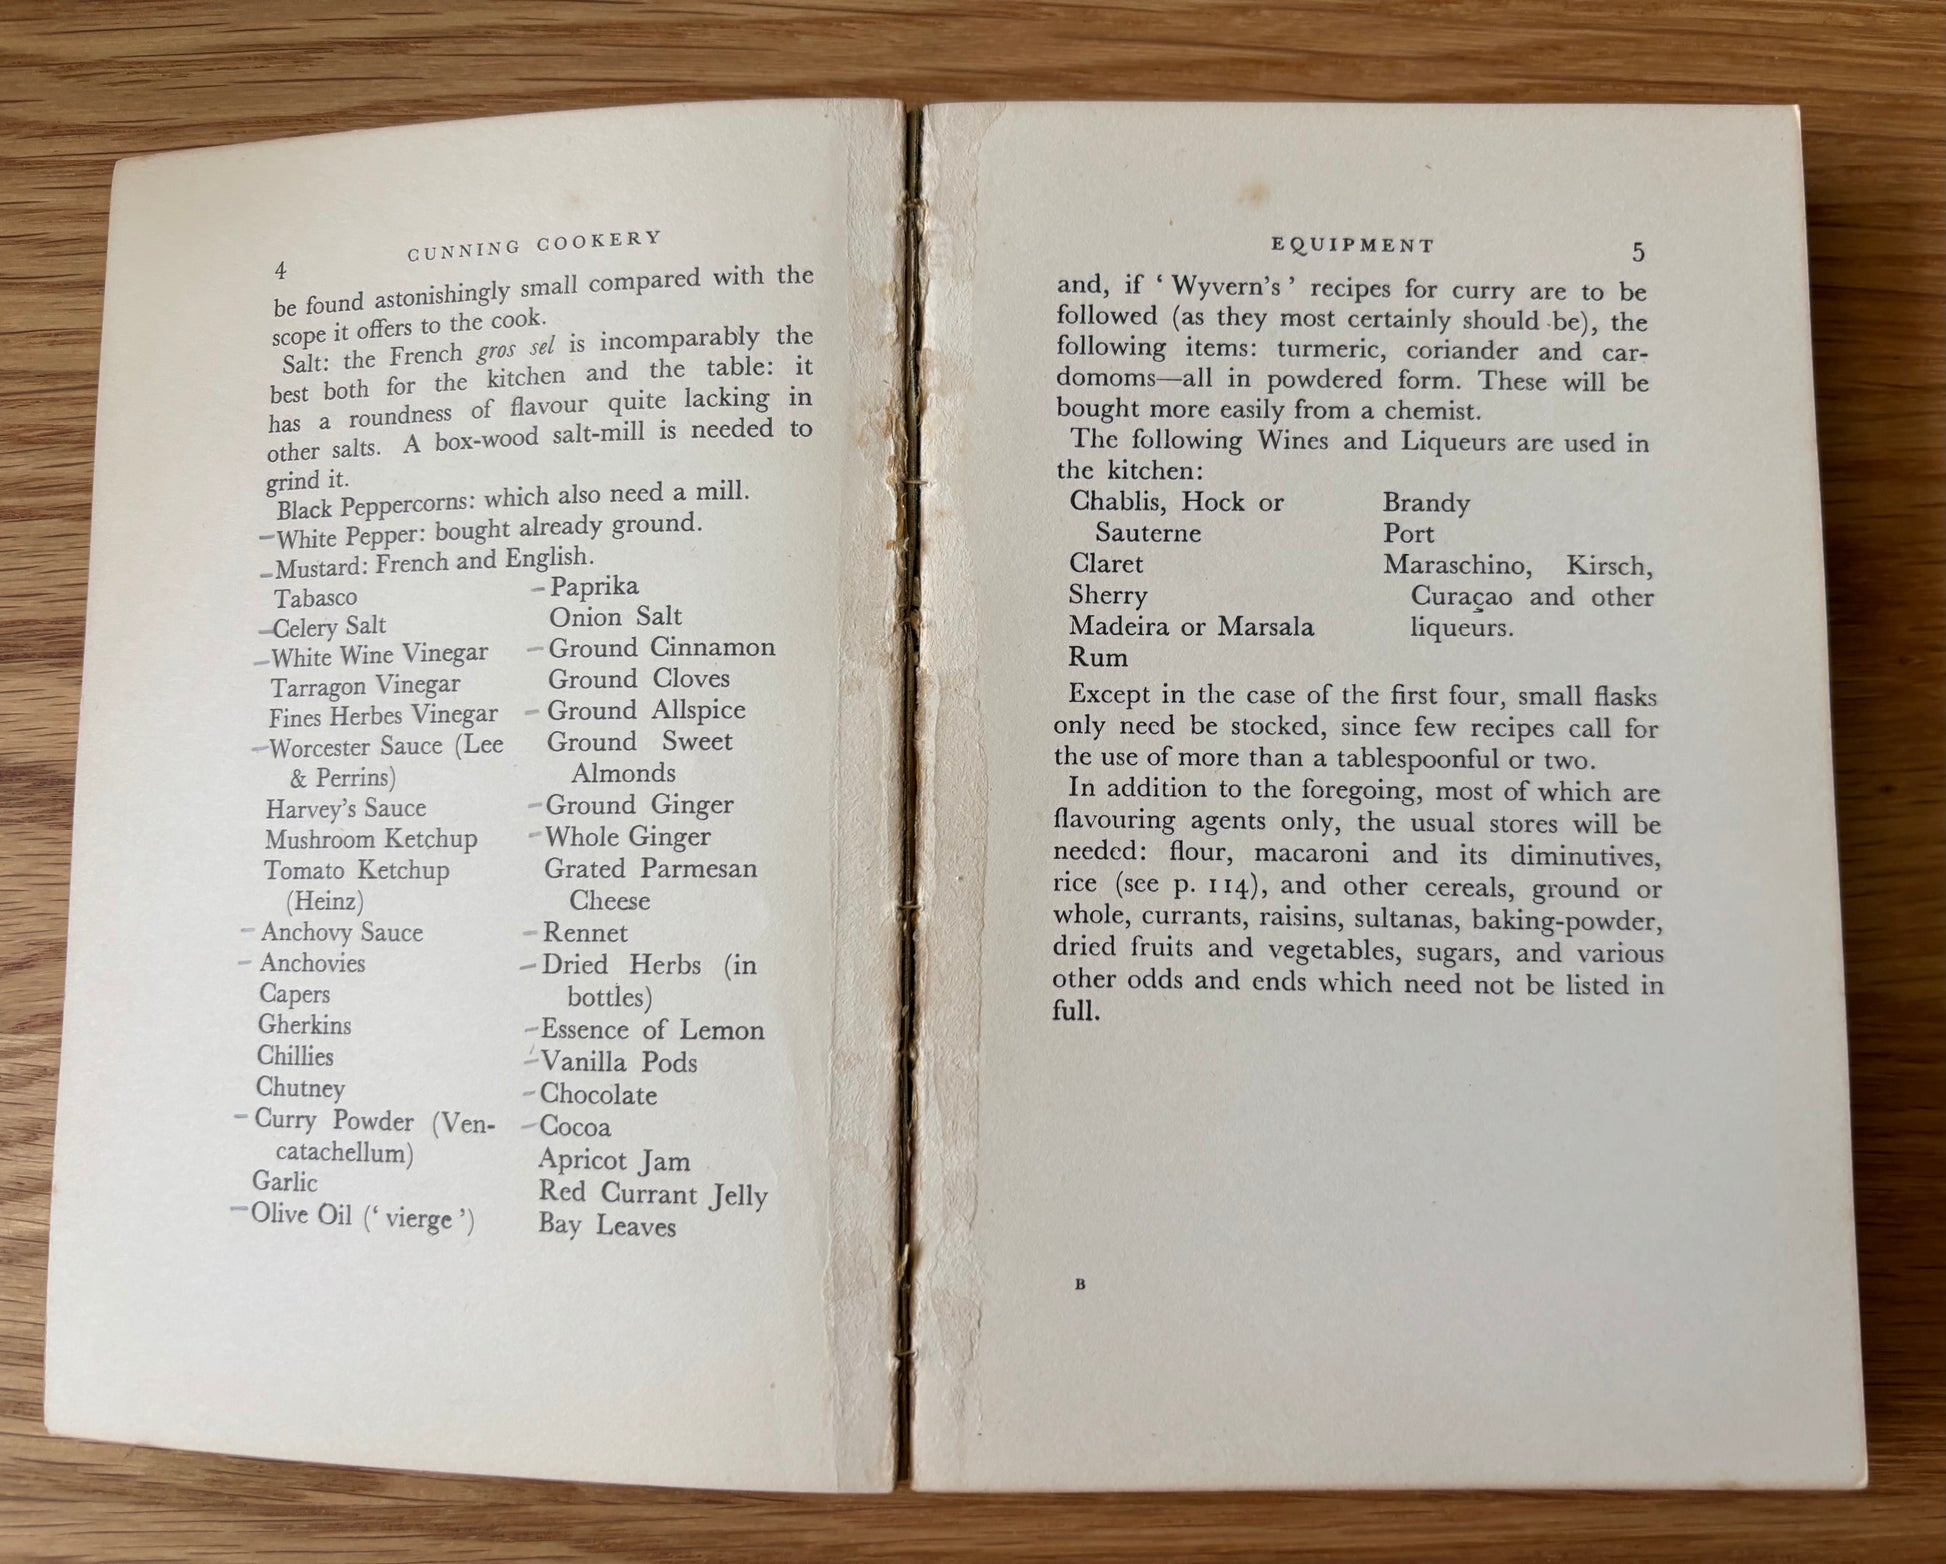 4
CUNNING COOKERY
be found astonishingly small compared with the
scope it offers to the cook.
Salt: the French gros sel is incomparably the
best both for the kitchen and the table: it
has a roundness of flavour quite lacking in
other salts. A box-wood salt-mill is needed to
grind it.
Black Peppercorns: which also need a mill.
White Pepper: bought already ground.
Mustard: French and English.
Tabasco
Celery Salt
White Wine Vinegar
Tarragon Vinegar
Fines Herbes Vinegar
Worcester Sauce (Lee
& Perrins)
Harvey's Sauce
Mushroom Ketchup
Tomato Ketchup
(Heinz)
Anchovy Sauce
Anchovies
Capers
Gherkins
Chillies
Chutney
Curry Powder (Ven-
catachellum)
Garlic
Olive Oil (‘ vierge ’)
Paprika
Onion Salt
Ground Cinnamon
Ground Cloves
Ground Allspice
Ground Sweet
Almonds
Ground Ginger
Whole Ginger
Grated Parmesan
Cheese
Rennet
Dried Herbs (in
bottles)
Essence of Lemon
Vanilla Pods
Chocolate
Cocoa
Apricot Jam
Red Currant Jelly
Bay Leaves
EQUIPMENT
5
and, if ‘ Wyvern's ’ recipes for curry are to be
followed (as they most certainly should be), the
following items: turmeric, coriander and car-
domoms—all in powdered form. These will be
bought more easily from a chemist.
The following Wines and Liqueurs are used in
the kitchen:
Chablis, Hock or
Sauterne
Claret
Sherry
Madeira or Marsala
Rum
Brandy
Port
Maraschino, Kirsch,
Curaçao and other
liqueurs.
Except in the case of the first four, small flasks
only need be stocked, since few recipes call for
the use of more than a tablespoonful or two.
In addition to the foregoing, most of which are
flavouring agents only, the usual stores will be
needed: flour, macaroni and its diminutives,
rice (see p. 114), and other cereals, ground or
whole, currants, raisins, sultanas, baking-powder,
dried fruits and vegetables, sugars, and various
other odds and ends which need not be listed in
full.
B